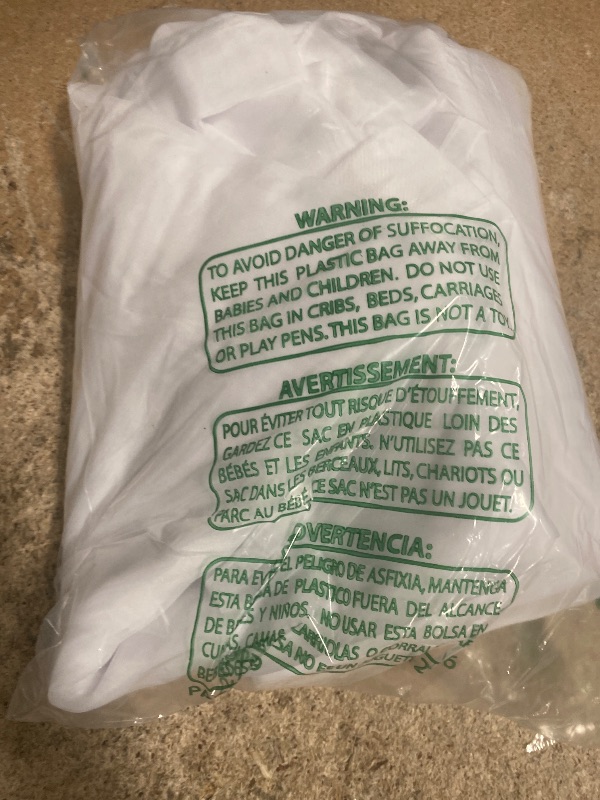 WARNING:
TO AVOID DANGER OF SUFFOCATION,
KEEP THIS PLASTIC BAG AWAY FROM
BABIES AND CHILDREN. DO NOT USE
THIS BAG IN CRIBS, BEDS, CARRIAGES
OR PLAY PENS. THIS BAG IS NOT A TOY.
AVERTISSEMENT:
POUR ÉVITER TOUT RISQUE D'ÉTOUFFEMENT,
GARDEZ CE SAC EN PLASTIQUE LOIN DES
BÉBÉS ET LES ENFANTS. N'UTILISEZ PAS CE
SAC DANS LES BERCEAUX, LITS, CHARIOTS OU
PARC AU BÉBÉ. CE SAC N'EST PAS UN JOUET.
ADVERTENCIA:
PARA EL PELIGRO DE ASFIXIA, MANTENGA
ESTA DE PLASTICO FUERA DEL ALCANCE
DE Y NIÑOS. NO USAR ESTA BOLSA EN
CUNAS, CAMAS O
NO